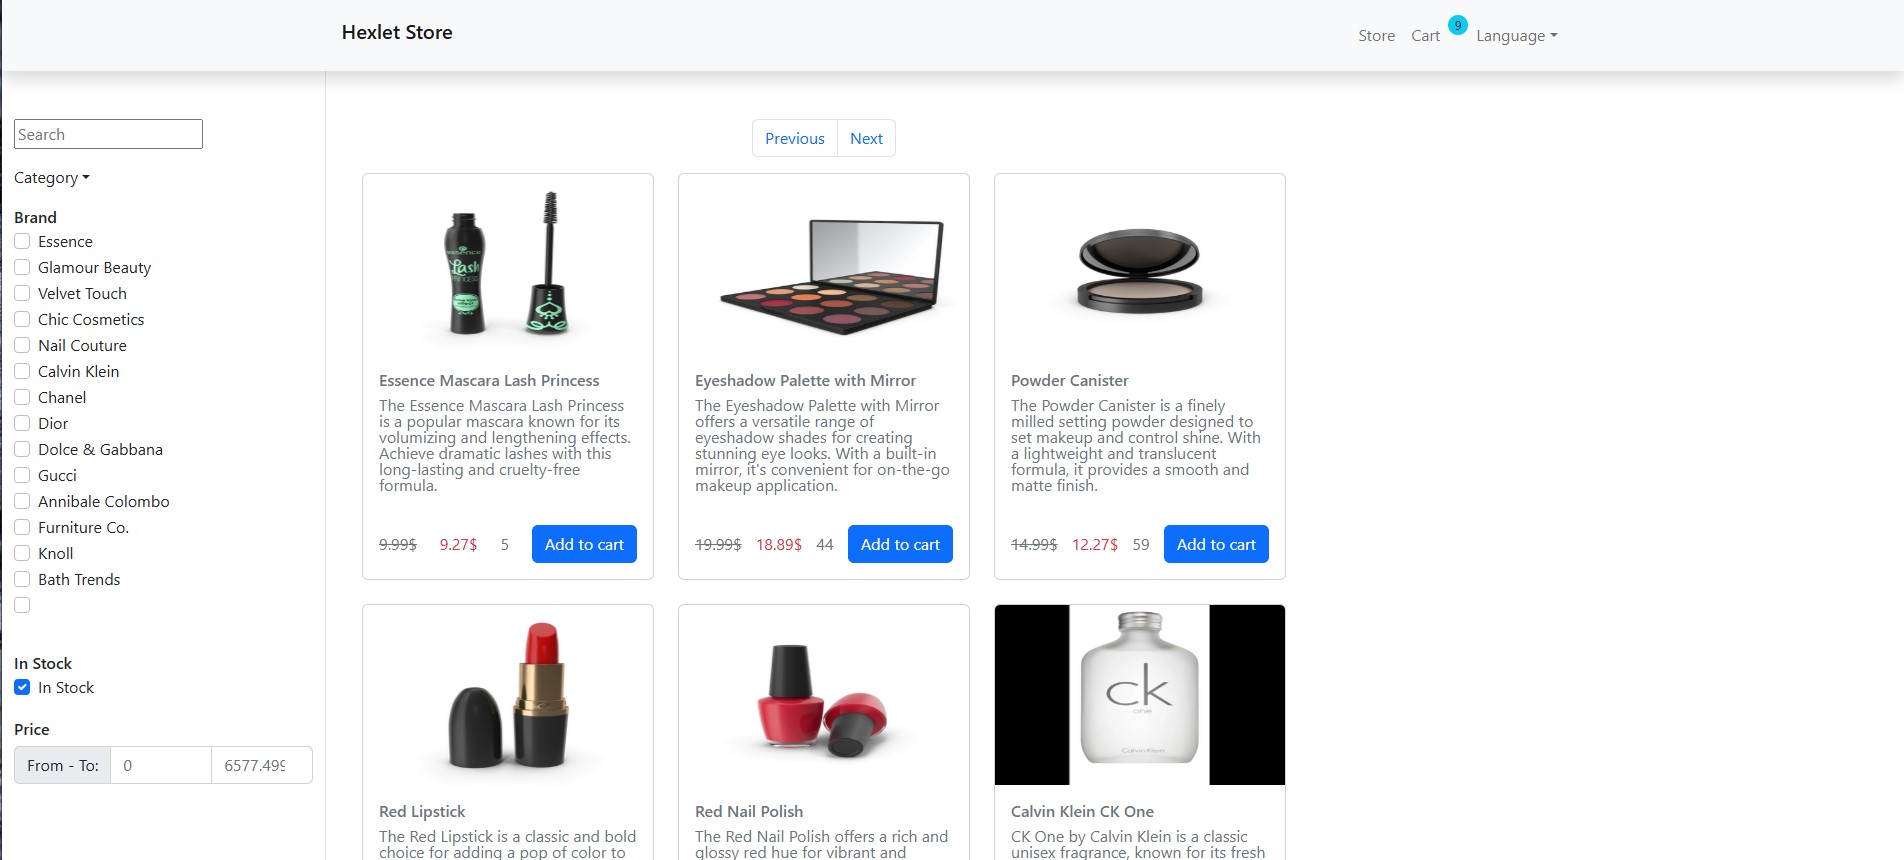 Hexlet Store
Store Cart 9 Language
Search
Category
Brand
Essence
Glamour Beauty
Velvet Touch
Chic Cosmetics
Nail Couture
Calvin Klein
Chanel
Dior
Dolce & Gabbana
Gucci
Annibale Colombo
Furniture Co.
Knoll
Bath Trends
In Stock
In Stock
Price
From - To: 0 6577.499
Previous Next
essence
Lash
PRINCESS
Essence Mascara Lash Princess
The Essence Mascara Lash Princess
is a popular mascara known for its
volumizing and lengthening effects.
Achieve dramatic lashes with this
long-lasting and cruelty-free
formula.
9.99$ 9.27$ 5 Add to cart
Eyeshadow Palette with Mirror
The Eyeshadow Palette with Mirror
offers a versatile range of
eyeshadow shades for creating
stunning eye looks. With a built-in
mirror, it's convenient for on-the-go
makeup application.
19.99$ 18.89$ 44 Add to cart
Powder Canister
The Powder Canister is a finely
milled setting powder designed to
set makeup and control shine. With
a lightweight and translucent
formula, it provides a smooth and
matte finish.
14.99$ 12.27$ 59 Add to cart
Red Lipstick
The Red Lipstick is a classic and bold
choice for adding a pop of color to
Red Nail Polish
The Red Nail Polish offers a rich and
glossy red hue for vibrant and
ck
one
Calvin Klein
Calvin Klein CK One
CK One by Calvin Klein is a classic
unisex fragrance, known for its fresh